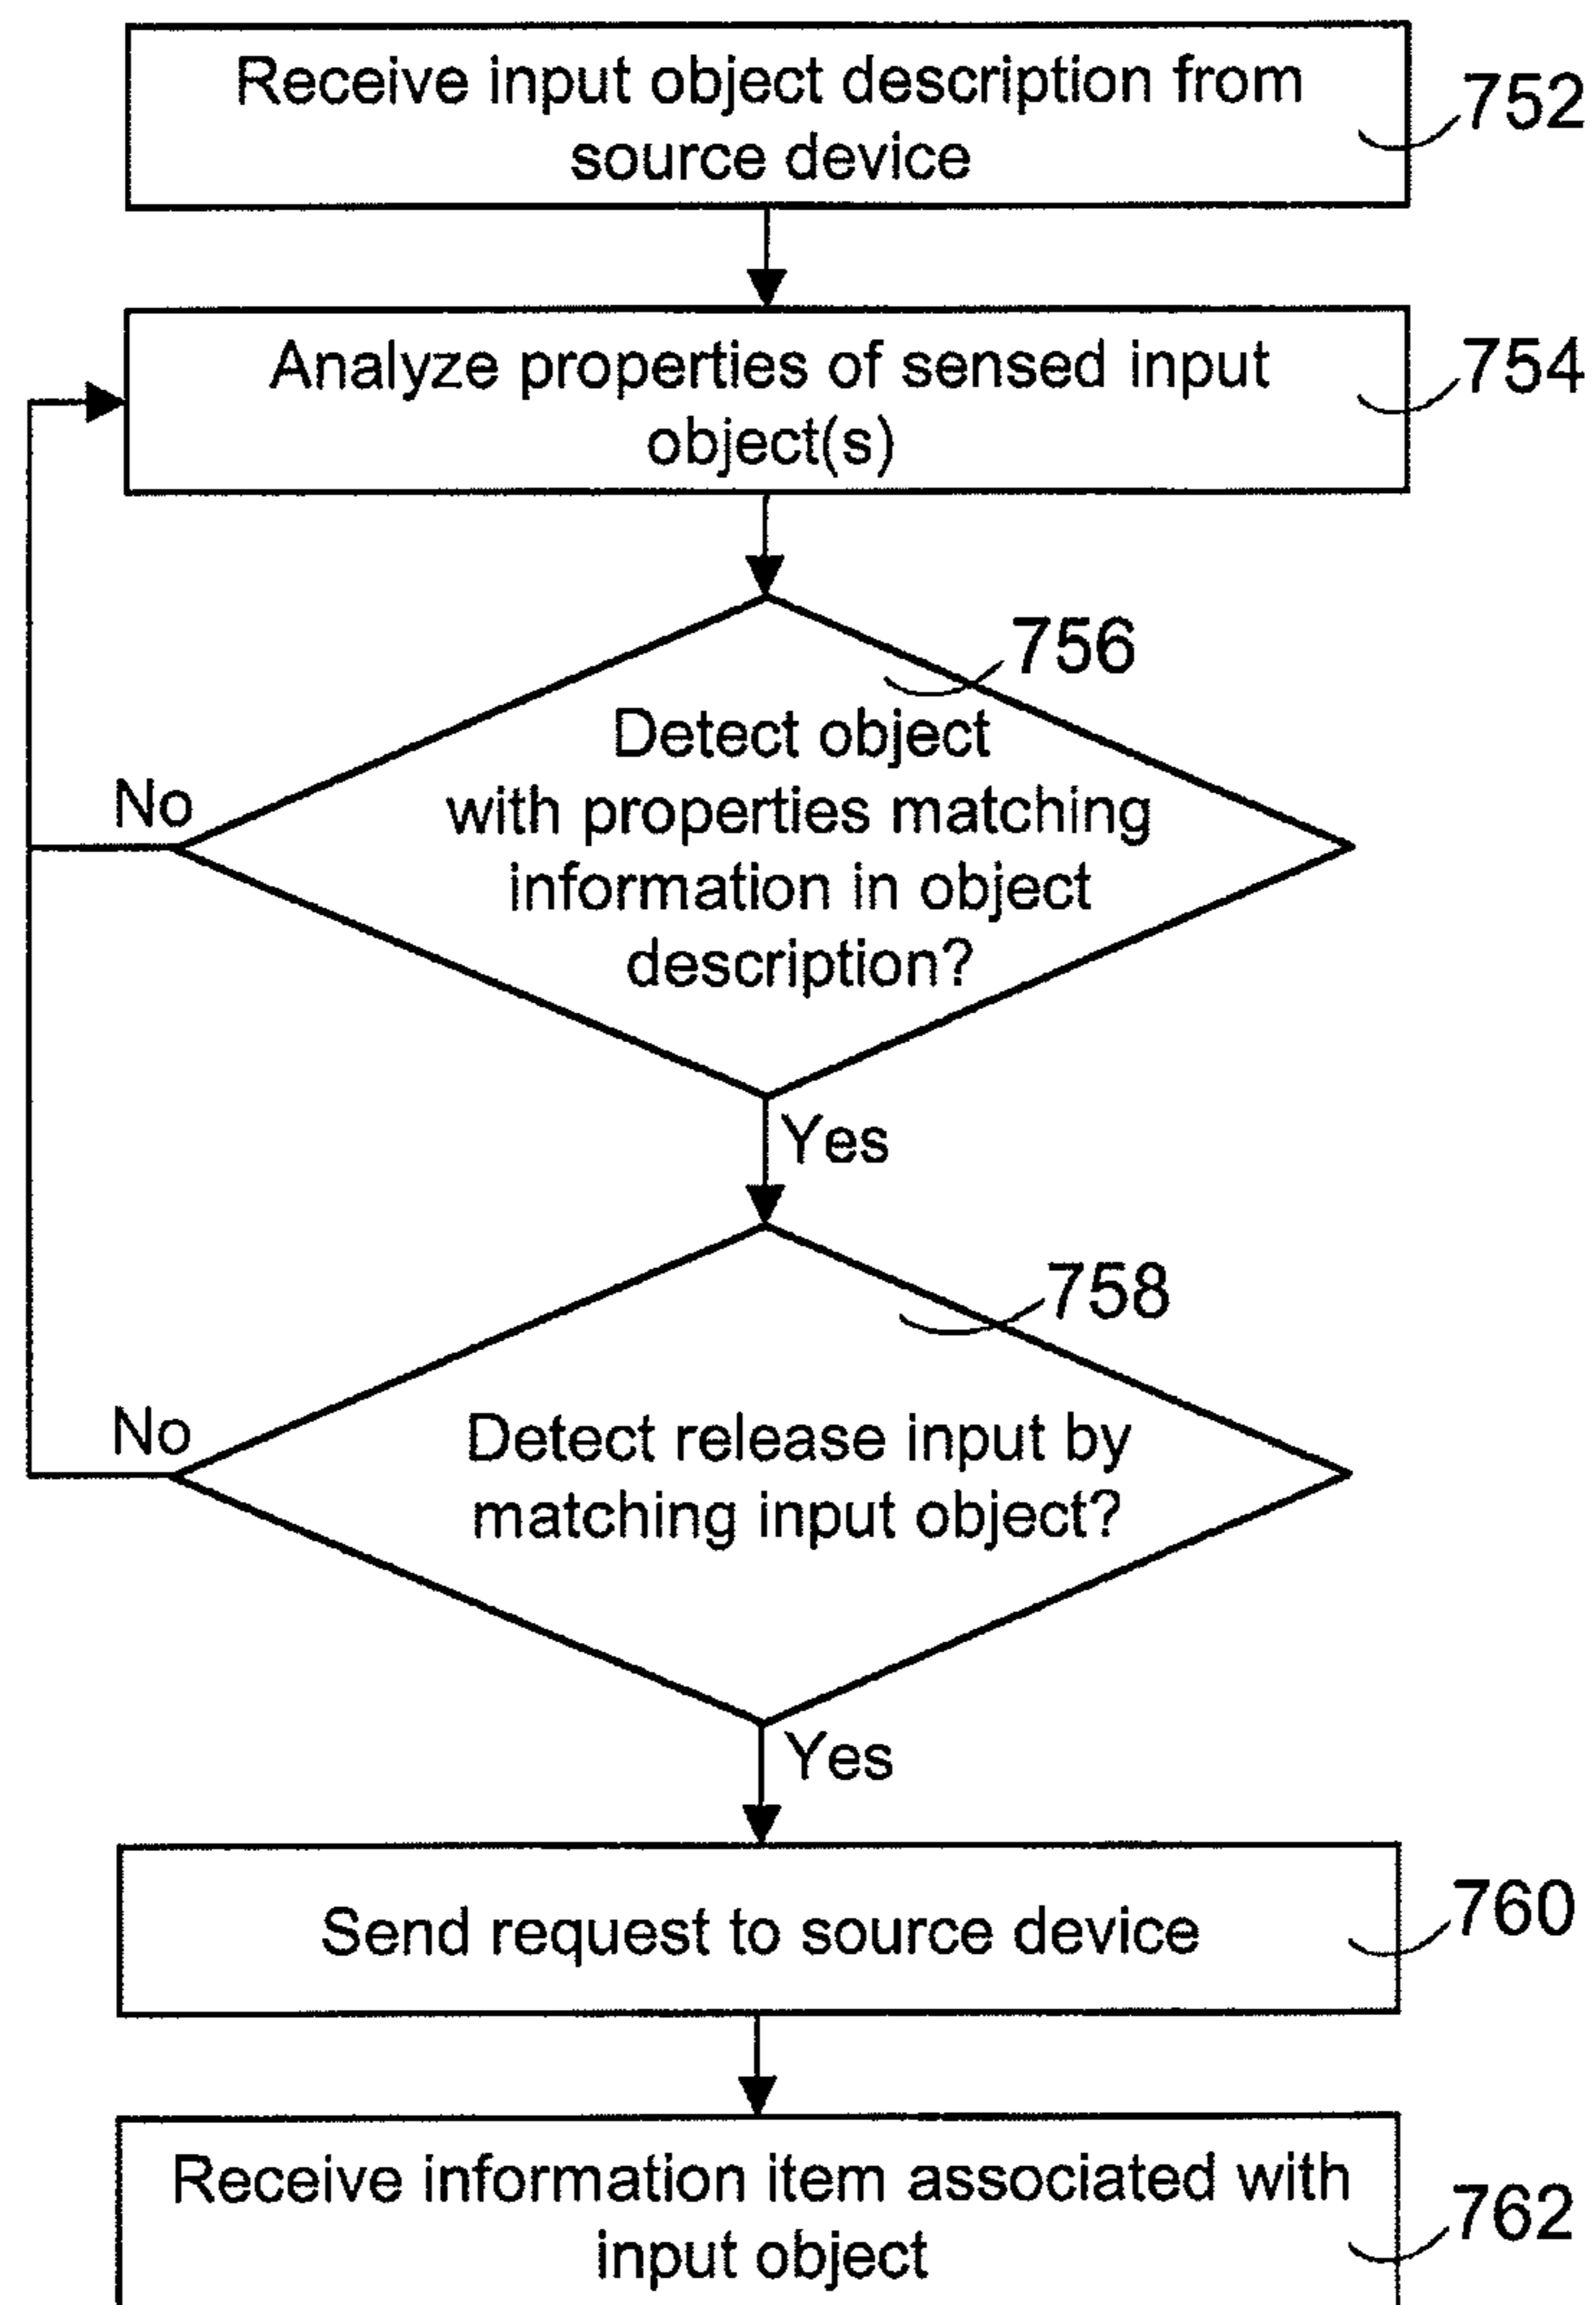 Receive input object description from
source device
752
Analyze properties of sensed input
object(s)
754
756
Detect object
with properties matching
information in object
description?
No
Yes
758
Detect release input by
matching input object?
No
Yes
Send request to source device
760
Receive information item associated with
input object
762